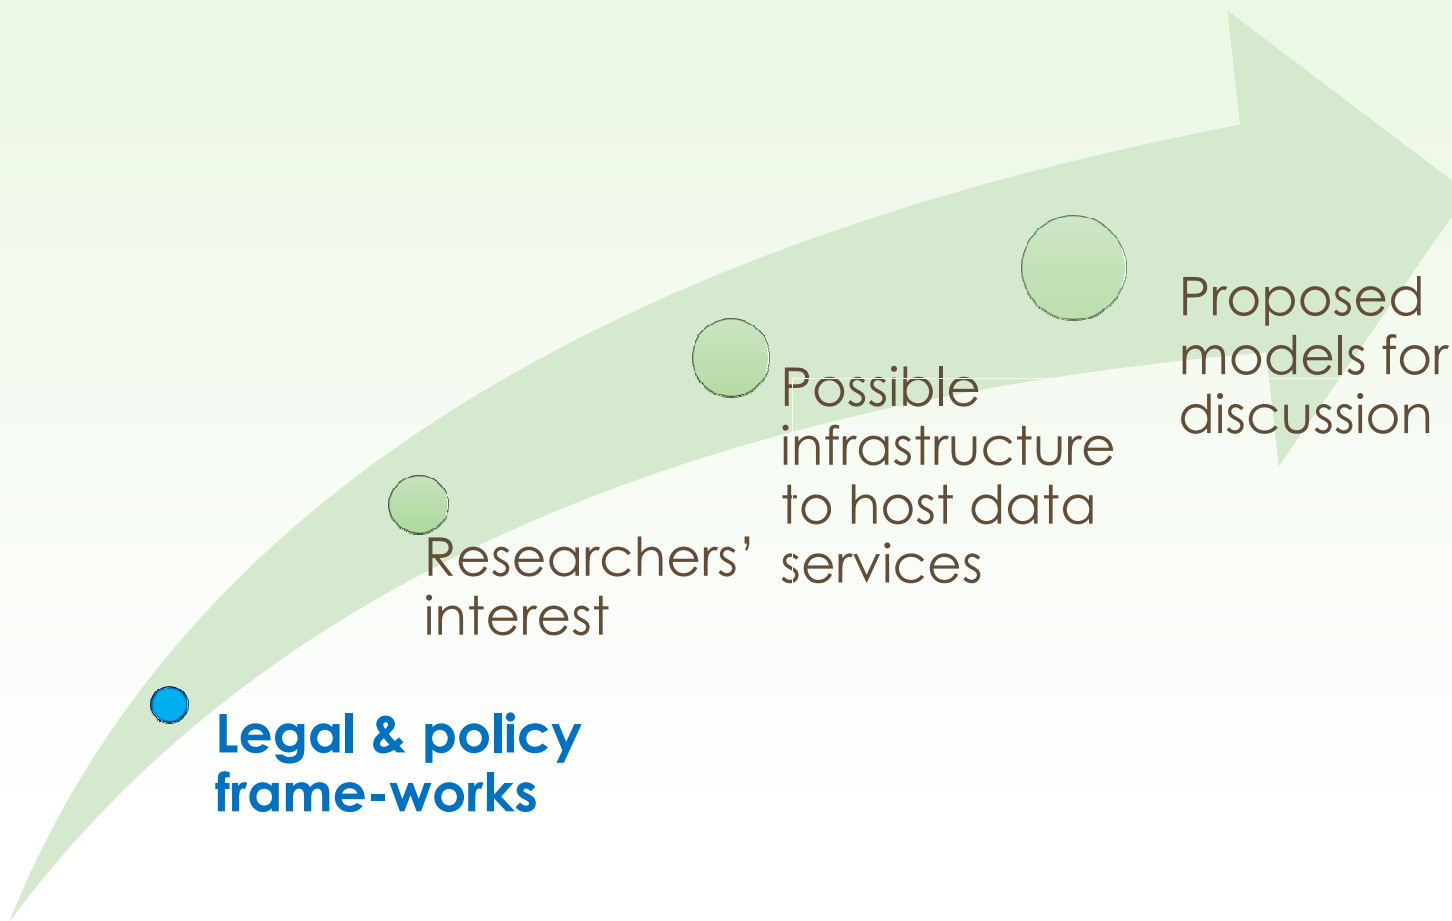 Legal & policy
frame-works
Researchers’
interest
Possible
infrastructure
to host data
services
Proposed
models for
discussion